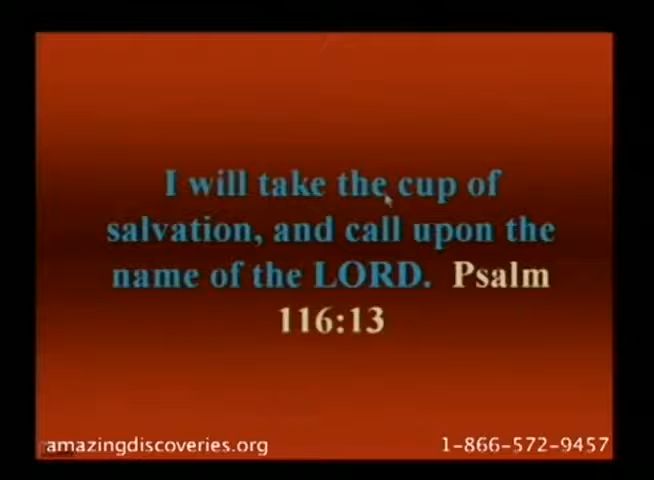 I will take the cup of
salvation, and call upon the
name of the LORD. Psalm
116:13
amazingdiscoveries.org
1-866-572-9457